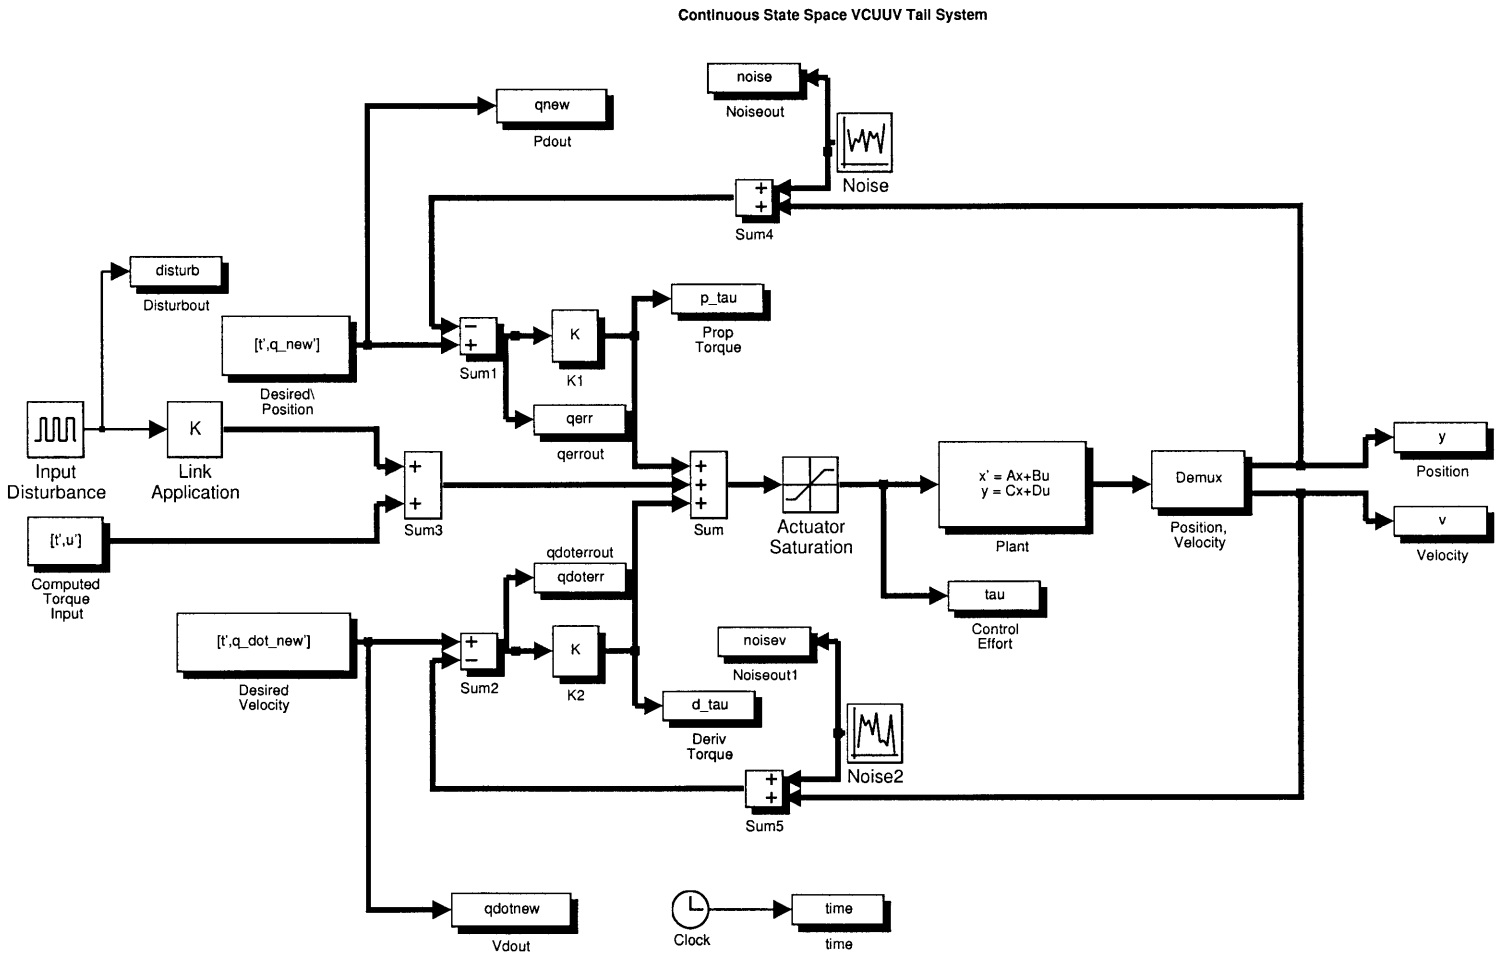 Continuous State Space VCUUV Tail System
noise
Noiseout
qnew
Pdout
Noise
+
+
Sum4
disturb
Disturbout
p_tau
Prop
Torque
[t',q_new']
Desired\
Position
−
+
Sum1
K
K1
qerr
qerrout
Input
Disturbance
K
Link
Application
+
+
Sum3
+
+
+
Sum
Actuator
Saturation
x' = Ax+Bu
y = Cx+Du
Plant
Demux
Position,
Velocity
y
Position
v
Velocity
[t',u']
Computed
Torque
Input
qdoterrout
qdoterr
tau
Control
Effort
[t',q_dot_new']
Desired
Velocity
+
−
Sum2
K
K2
noisev
Noiseout1
d_tau
Deriv
Torque
Noise2
+
+
Sum5
qdotnew
Vdout
Clock
time
time